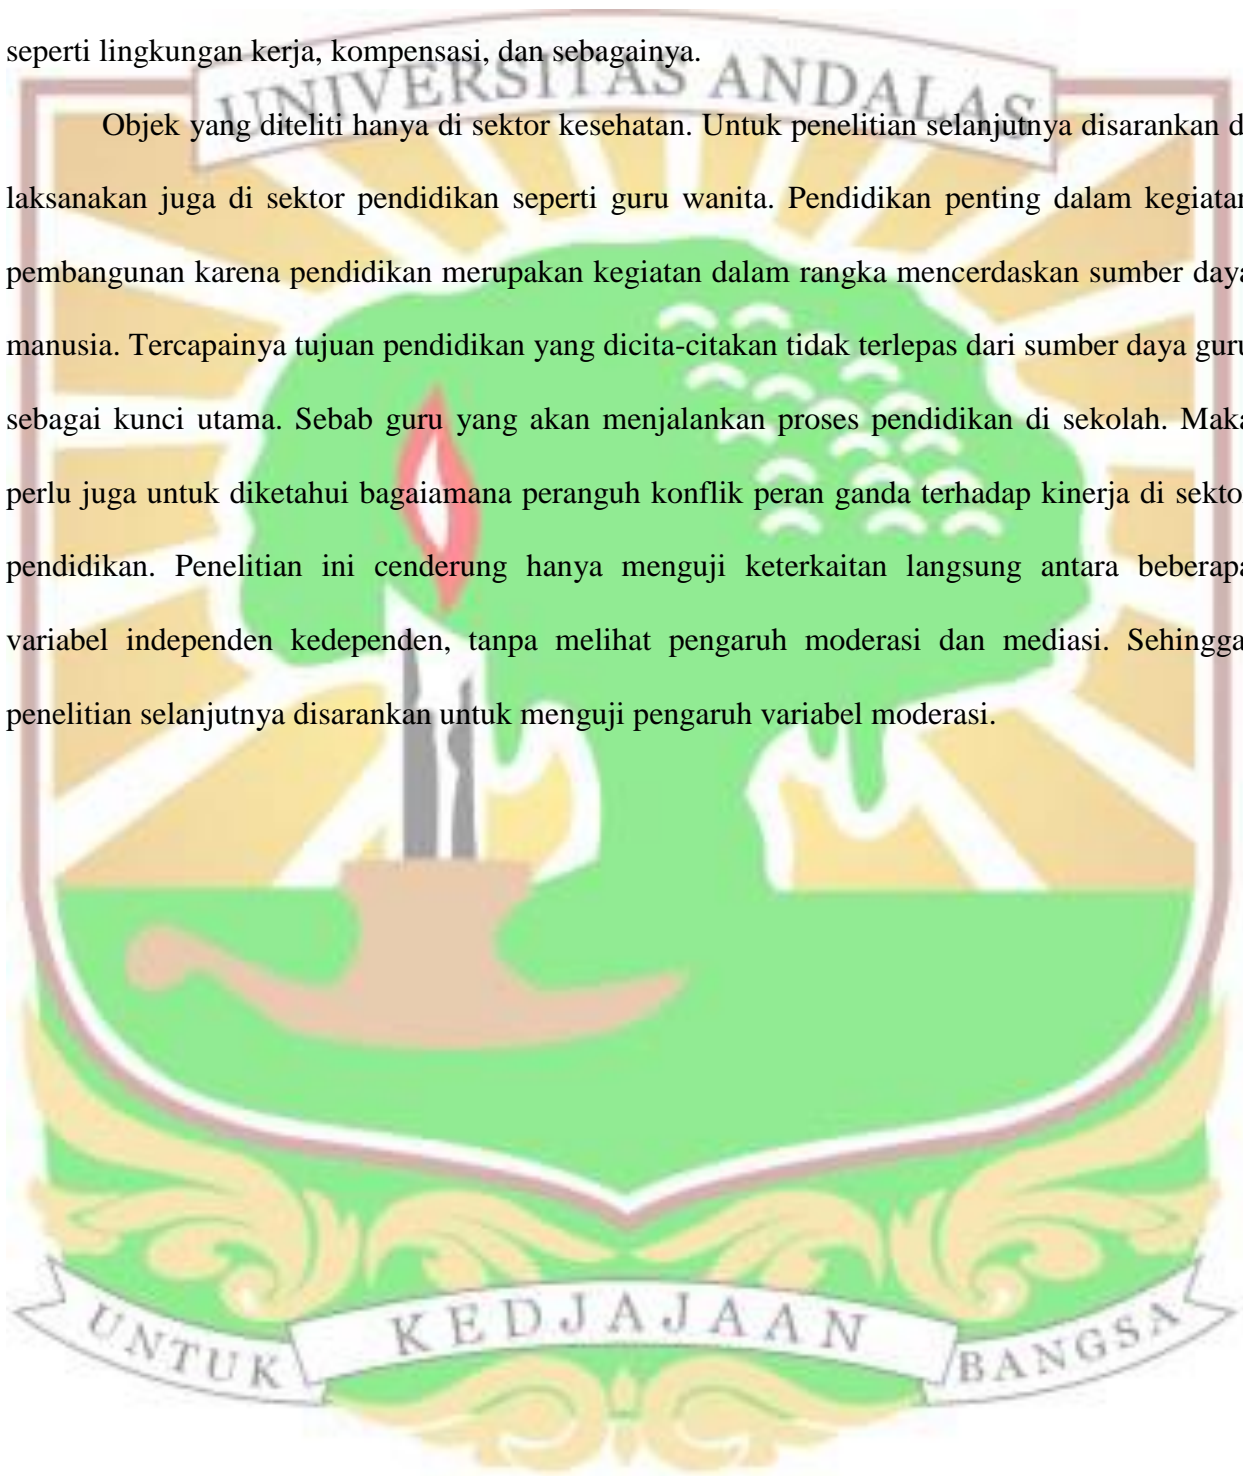 seperti lingkungan kerja, kompensasi, dan sebagainya.
UNIVERSITAS ANDALAS
Objek yang diteliti hanya di sektor kesehatan. Untuk penelitian selanjutnya disarankan di
laksanakan juga di sektor pendidikan seperti guru wanita. Pendidikan penting dalam kegiatan
pembangunan karena pendidikan merupakan kegiatan dalam rangka mencerdaskan sumber daya
manusia. Tercapainya tujuan pendidikan yang dicita-citakan tidak terlepas dari sumber daya guru
sebagai kunci utama. Sebab guru yang akan menjalankan proses pendidikan di sekolah. Maka
perlu juga untuk diketahui bagaiamana peranguh konflik peran ganda terhadap kinerja di sektor
pendidikan. Penelitian ini cenderung hanya menguji keterkaitan langsung antara beberapa
variabel independen kedependen, tanpa melihat pengaruh moderasi dan mediasi. Sehingga
penelitian selanjutnya disarankan untuk menguji pengaruh variabel moderasi.
UNTUK KEDJAJAAN BANGSA